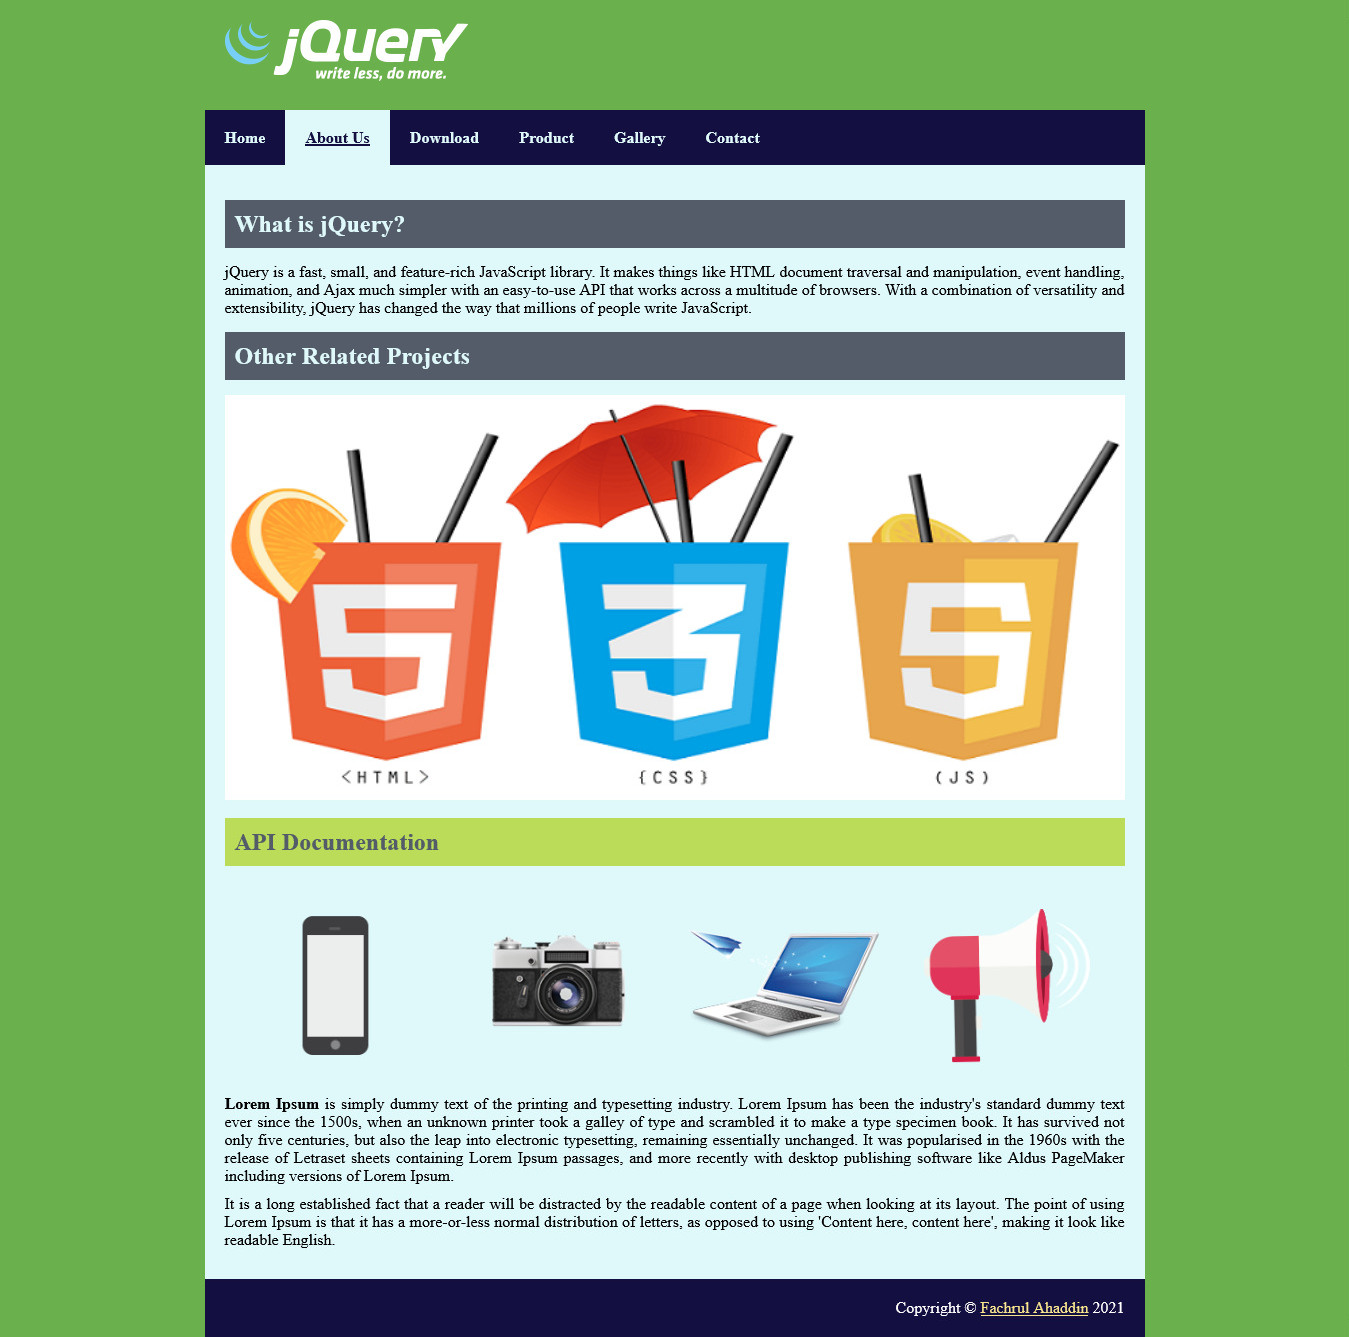 jQuery
write less, do more.
Home About Us Download Product Gallery Contact
What is jQuery?
jQuery is a fast, small, and feature-rich JavaScript library. It makes things like HTML document traversal and manipulation, event handling,
animation, and Ajax much simpler with an easy-to-use API that works across a multitude of browsers. With a combination of versatility and
extensibility, jQuery has changed the way that millions of people write JavaScript.
Other Related Projects
5 3 5
<HTML> {CSS} (JS)
API Documentation
Lorem Ipsum is simply dummy text of the printing and typesetting industry. Lorem Ipsum has been the industry's standard dummy text
ever since the 1500s, when an unknown printer took a galley of type and scrambled it to make a type specimen book. It has survived not
only five centuries, but also the leap into electronic typesetting, remaining essentially unchanged. It was popularised in the 1960s with the
release of Letraset sheets containing Lorem Ipsum passages, and more recently with desktop publishing software like Aldus PageMaker
including versions of Lorem Ipsum.
It is a long established fact that a reader will be distracted by the readable content of a page when looking at its layout. The point of using
Lorem Ipsum is that it has a more-or-less normal distribution of letters, as opposed to using 'Content here, content here', making it look like
readable English.
Copyright © Fachrul Ahaddin 2021